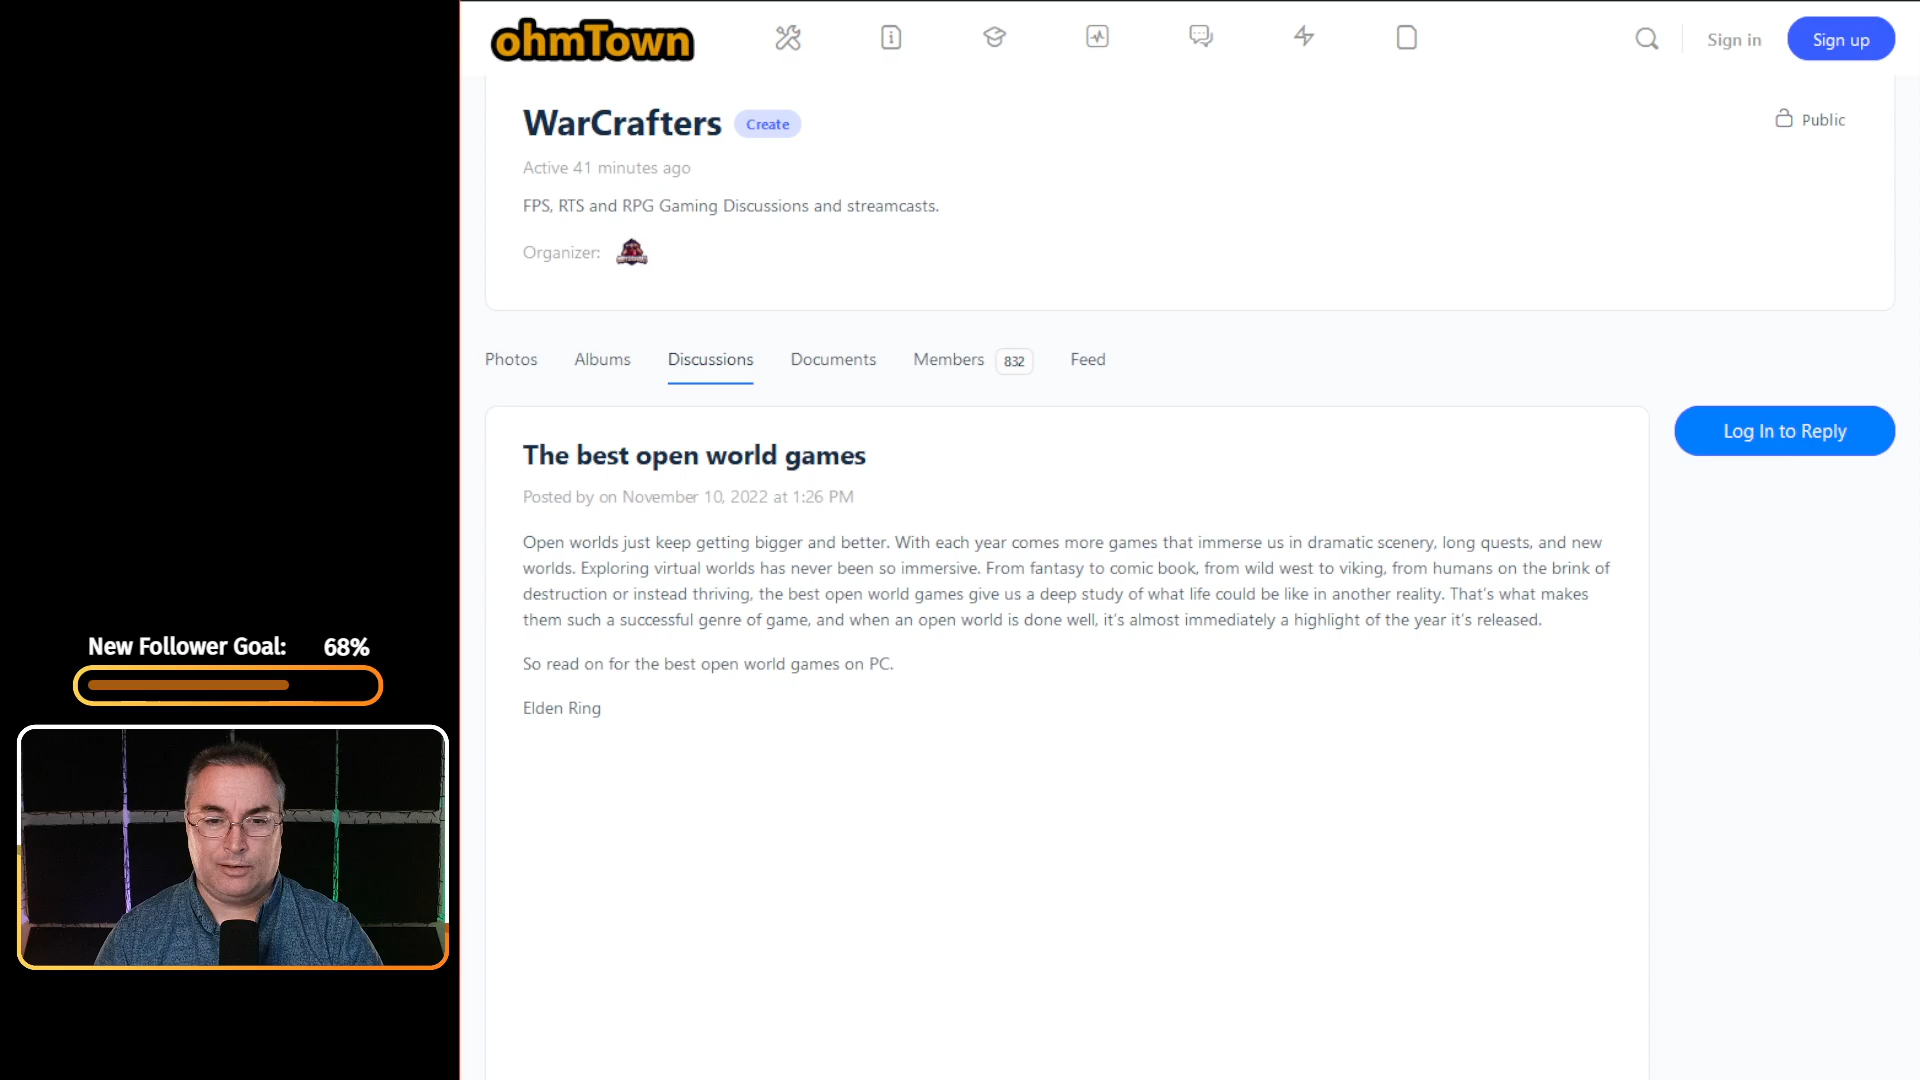 ohmTown
Sign in
Sign up
WarCrafters
Create
Public
Active 41 minutes ago
FPS, RTS and RPG Gaming Discussions and streamcasts.
Organizer:
Photos
Albums
Discussions
Documents
Members
832
Feed
The best open world games
Log In to Reply
Posted by on November 10, 2022 at 1:26 PM
Open worlds just keep getting bigger and better. With each year comes more games that immerse us in dramatic scenery, long quests, and new
worlds. Exploring virtual worlds has never been so immersive. From fantasy to comic book, from wild west to viking, from humans on the brink of
destruction or instead thriving, the best open world games give us a deep study of what life could be like in another reality. That's what makes
them such a successful genre of game, and when an open world is done well, it's almost immediately a highlight of the year it's released.
So read on for the best open world games on PC.
Elden Ring
New Follower Goal: 68%